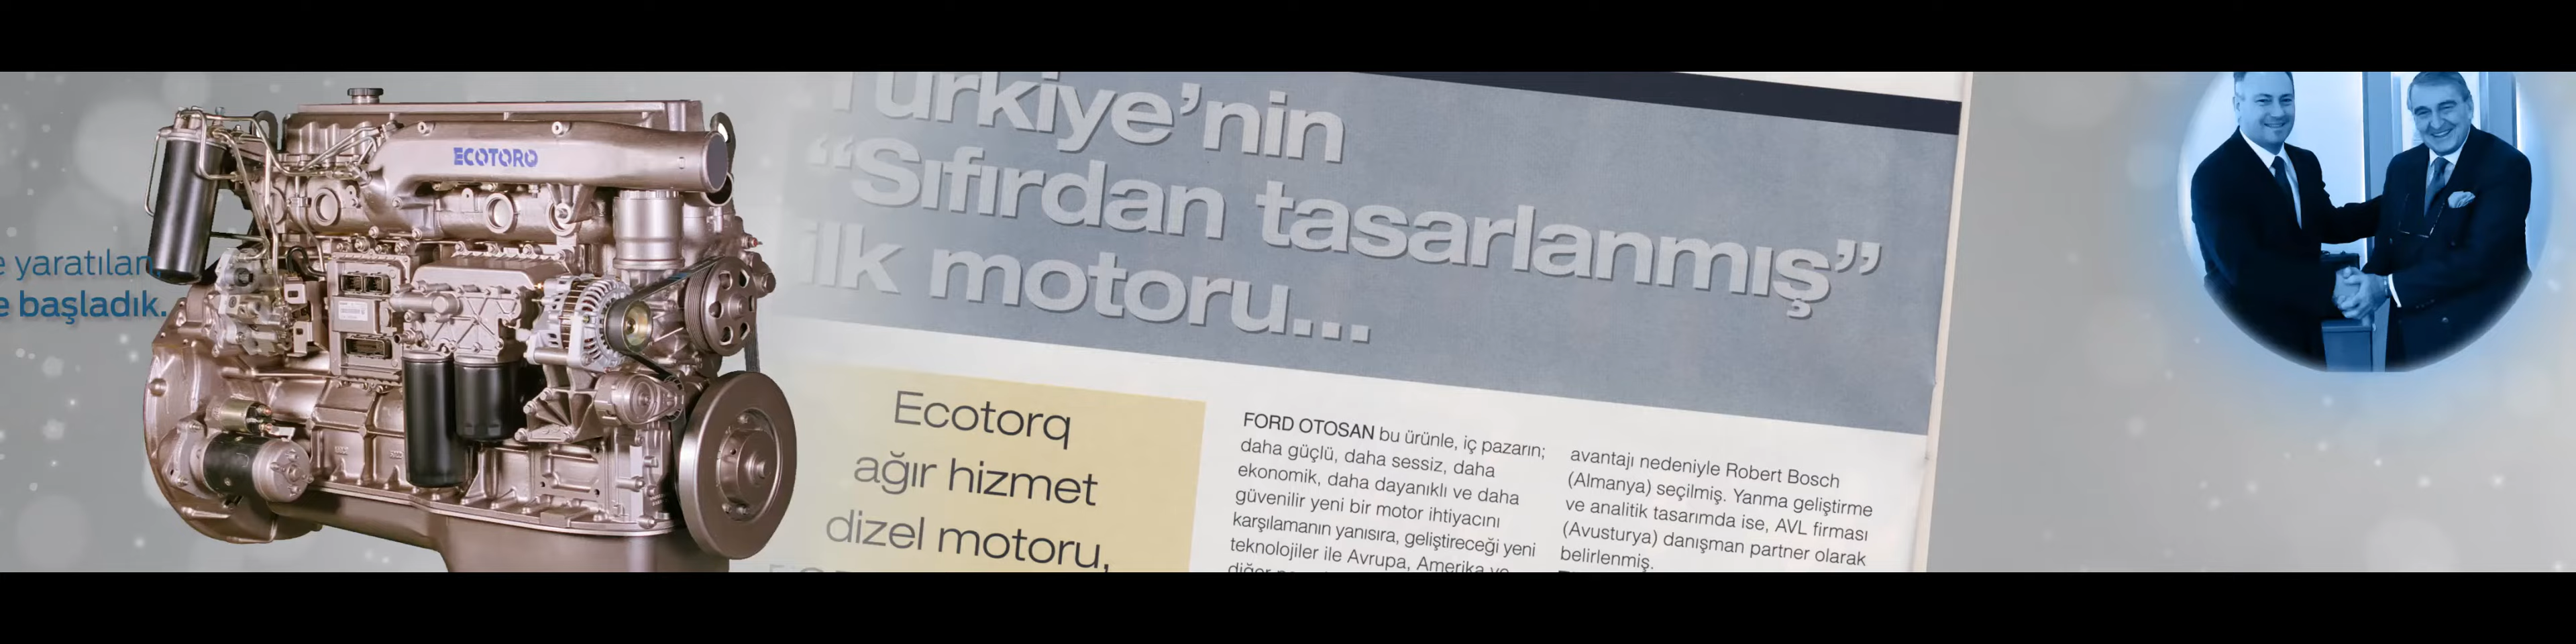 yaratılan,
başladık.
ECOTORQ
Türkiye'nin
"Sıfırdan tasarlanmış"
ilk motoru...
Ecotorq
ağır hizmet
dizel motoru,
FORD OTOSAN bu ürünle, iç pazarın;
daha güçlü, daha sessiz, daha
ekonomik, daha dayanıklı ve daha
güvenilir yeni bir motor ihtiyacını
karşılamanın yanısıra, geliştireceği yeni
teknolojiler ile Avrupa, Amerika ve
diğer
avantajı nedeniyle Robert Bosch
(Almanya) seçilmiş. Yanma geliştirme
ve analitik tasarımda ise, AVL firması
(Avusturya) danışman partner olarak
belirlenmiş.